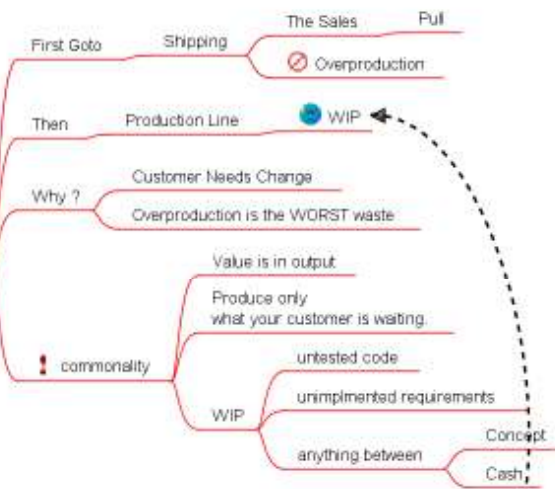 First Goto
Shipping
The Sales
Pull
Overproduction
Then
Production Line
WIP
Why ?
Customer Needs Change
Overproduction is the WORST waste
commonality
Value is in output
Produce only
what your customer is waiting.
WIP
untested code
unimplmented requirements
anything between
Concept
Cash